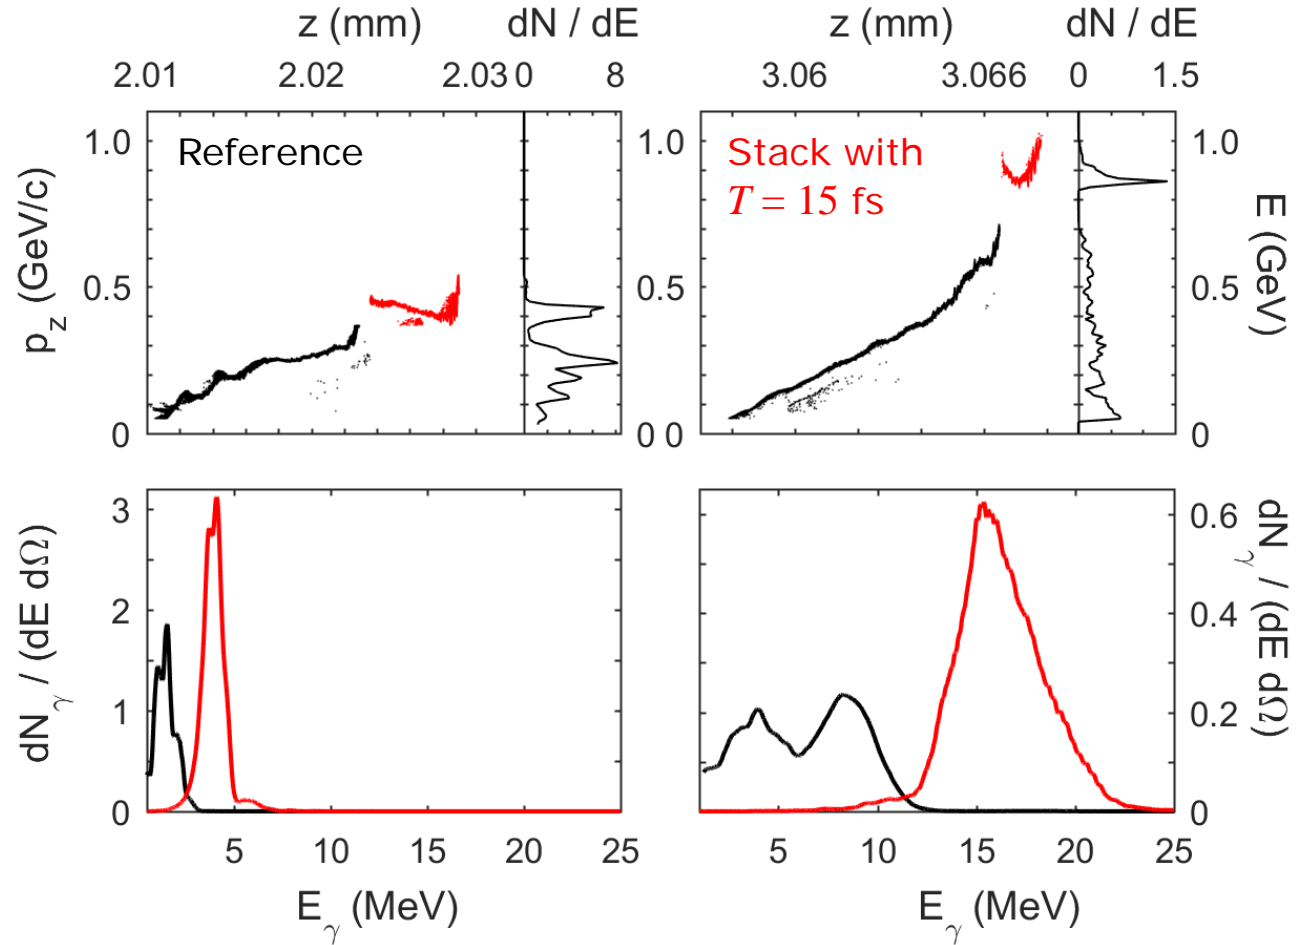 z (mm) dN / dE z (mm) dN / dE
2.01 2.02 2.03 0 8 3.06 3.066 0 1.5
1.0 Reference 1.0 Stack with 1.0
T = 15 fs
p_z (GeV/c) E (GeV)
0.5 0.5 0.5
0 0 0 0
dN_γ / (dE dΩ) dN_γ / (dE dΩ)
3 0.6
2 0.4
1 0.2
0 0
5 10 15 20 25 5 10 15 20 25
E_γ (MeV) E_γ (MeV)